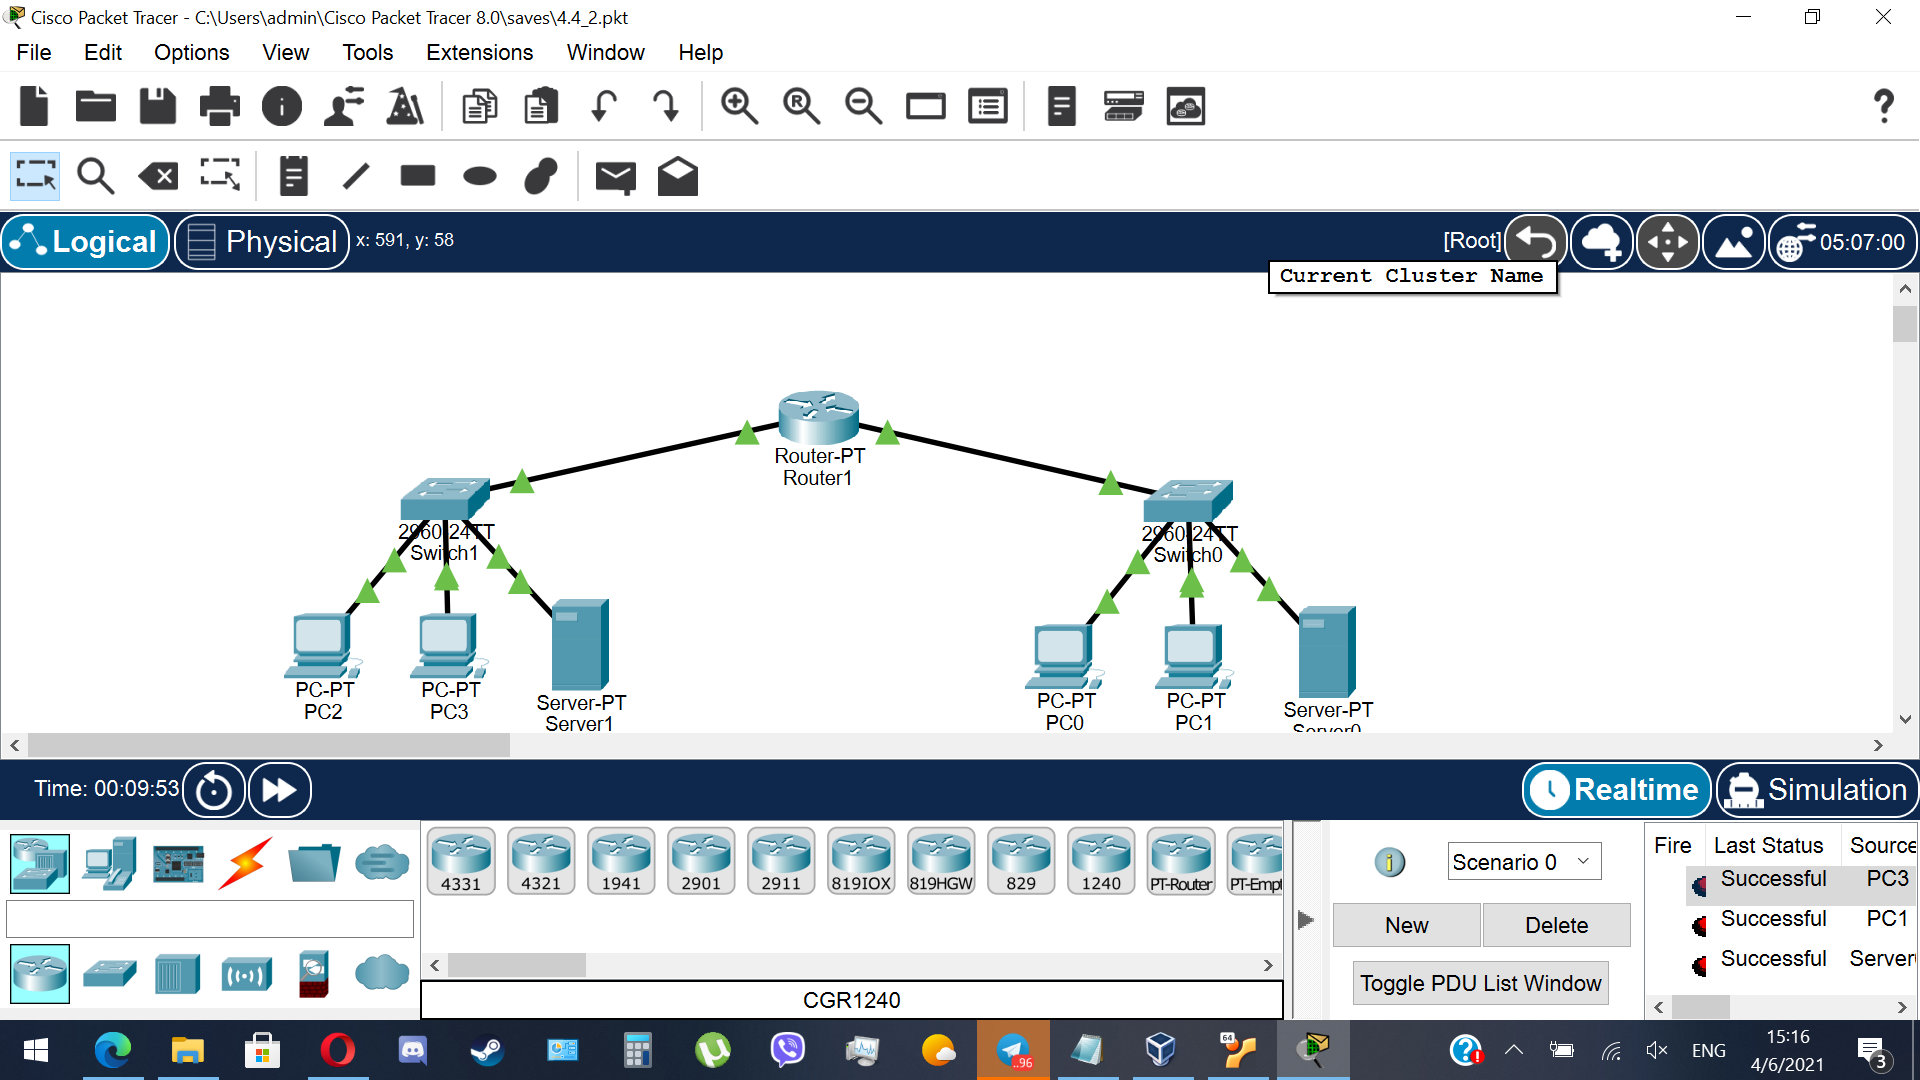 Cisco Packet Tracer - C:\Users\admin\Cisco Packet Tracer 8.0\saves\4.4_2.pkt
File Edit Options View Tools Extensions Window Help
Logical Physical x: 591, y: 58 [Root] 05:07:00
Current Cluster Name
Router-PT
Router1
2960-24TT
Switch1
2960-24TT
Switch0
PC-PT
PC2
PC-PT
PC3
Server-PT
Server1
PC-PT
PC0
PC-PT
PC1
Server-PT
Server0
Time: 00:09:53 Realtime Simulation
4331 4321 1941 2901 2911 819IOX 819HGW 829 1240 PT-Router PT-Empt
CGR1240
Scenario 0
New Delete
Toggle PDU List Window
Fire Last Status Source
Successful PC3
Successful PC1
Successful Server
64
..96
ENG
15:16
4/6/2021
3